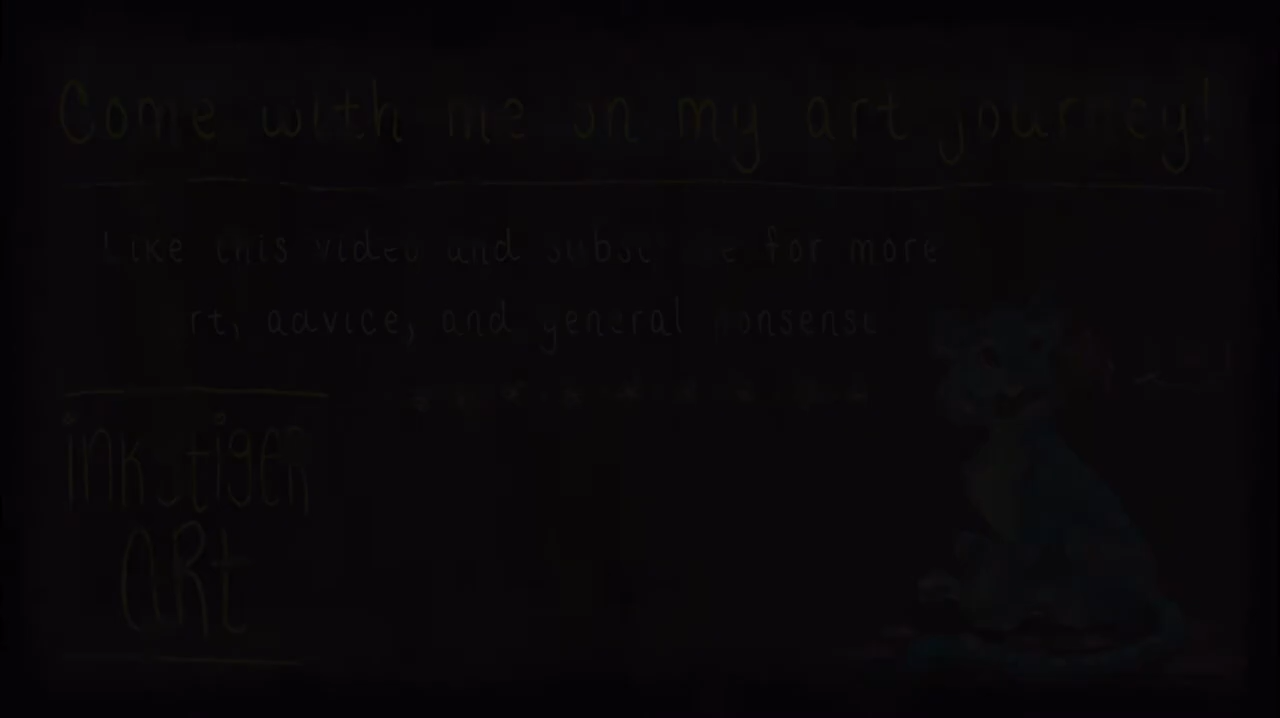 Come with me on my art journey!
Like this video and subscribe for more
art, advice, and general nonsense
inkstiger
ARt